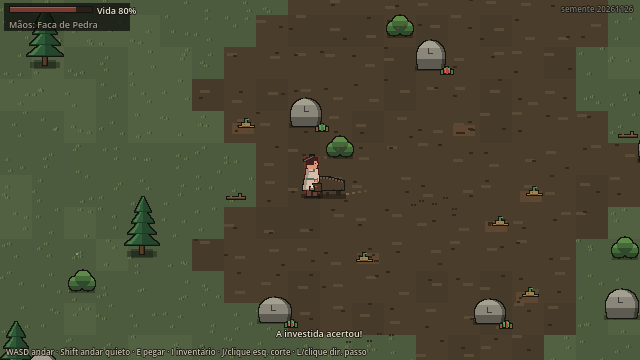 Vida 80%
semente 20261126
Mãos: Faca de Pedra
A investida acertou!
WASD andar · Shift andar quieto · E pegar · I inventário · J/clique esq. corte · L/clique dir. passo